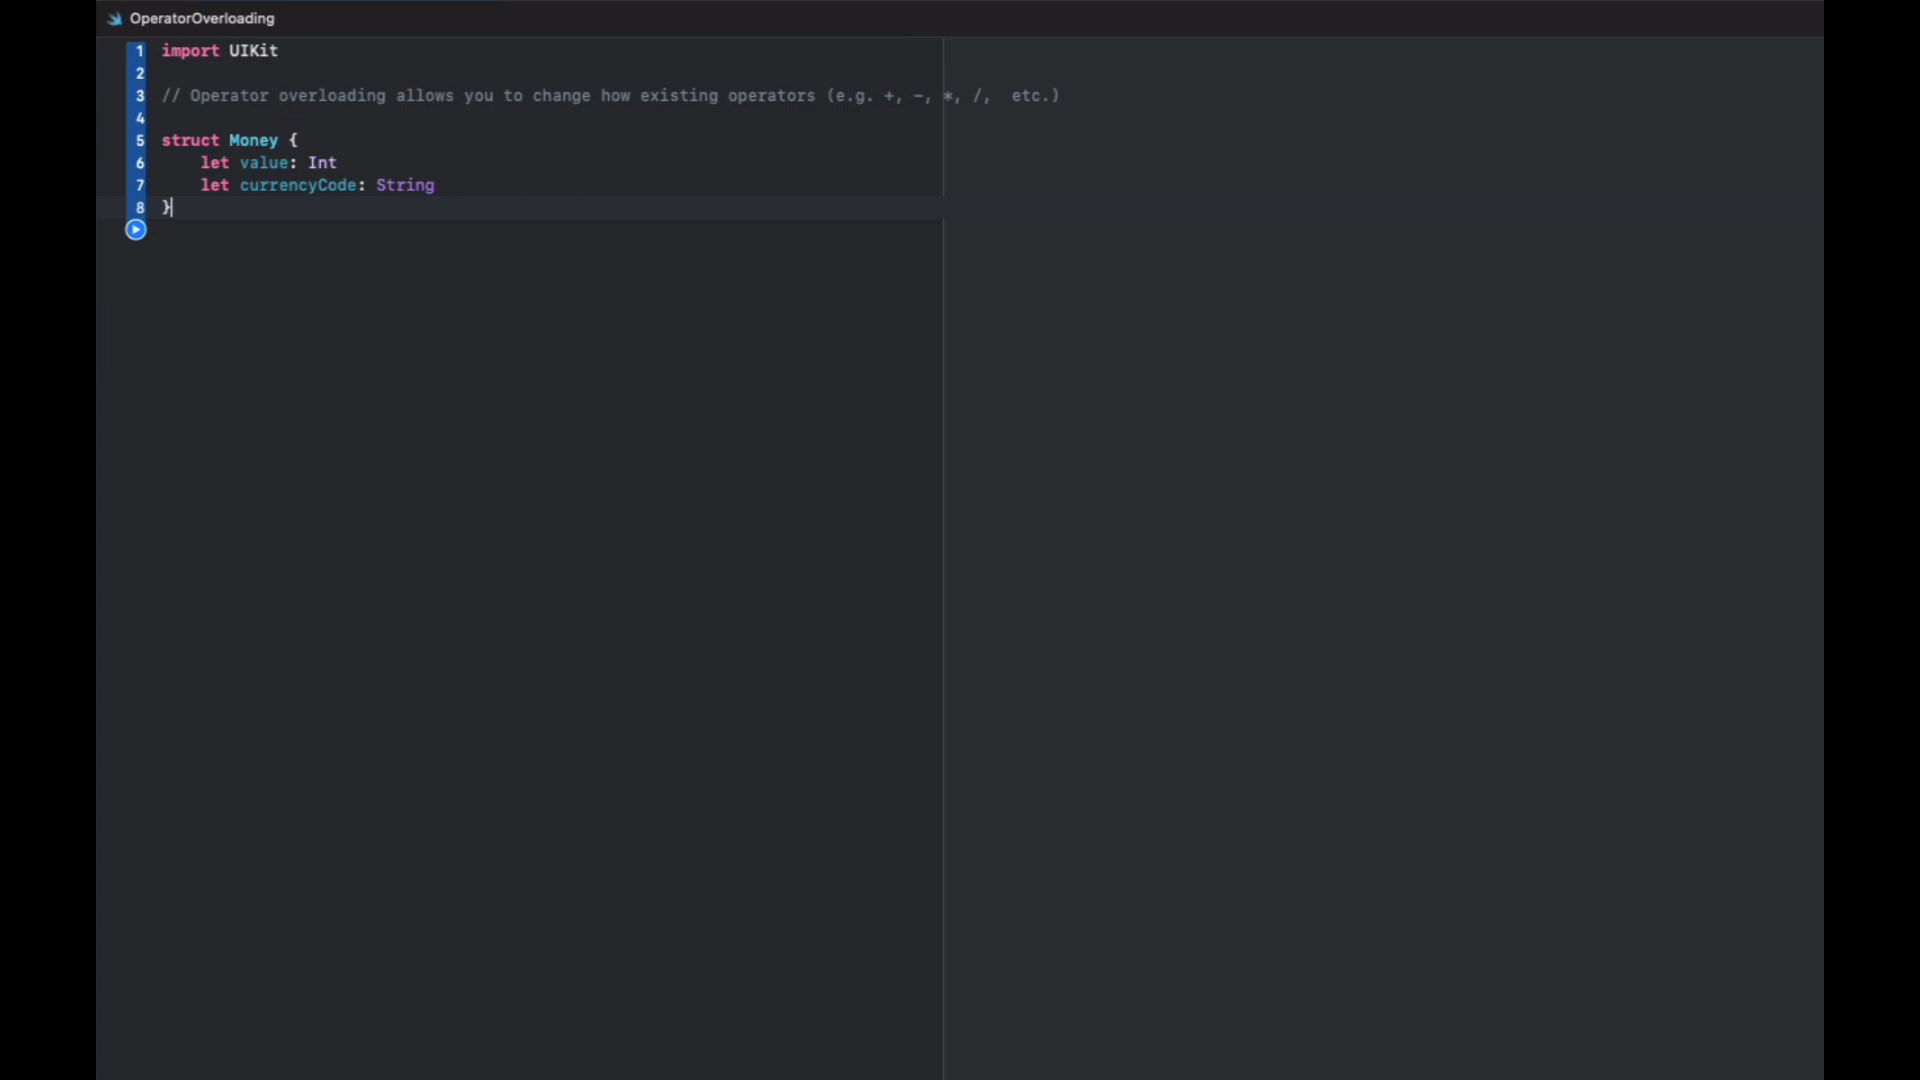 OperatorOverloading
1 import UIKit
2
3 // Operator overloading allows you to change how existing operators (e.g. +, -, *, /,  etc.)
4
5 struct Money {
6     let value: Int
7     let currencyCode: String
8 }